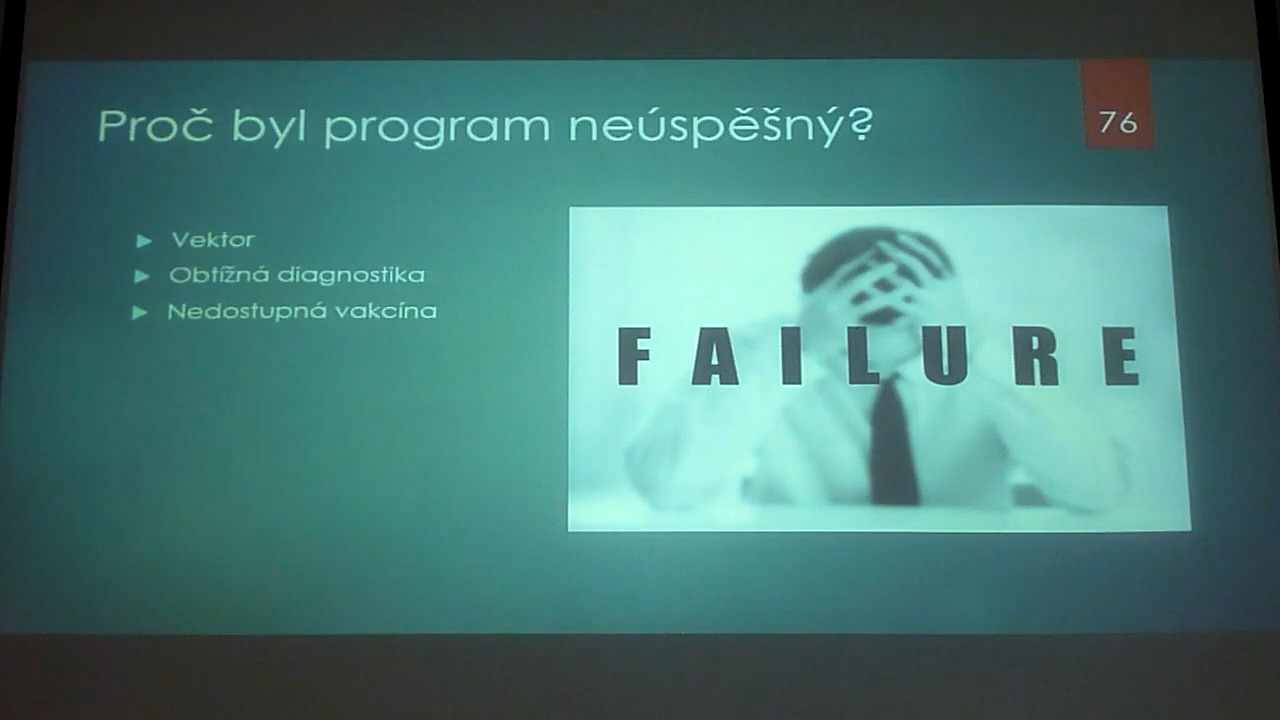 Proč byl program neúspěšný?
76
Vektor
Obtížná diagnostika
Nedostupná vakcína
FAILURE